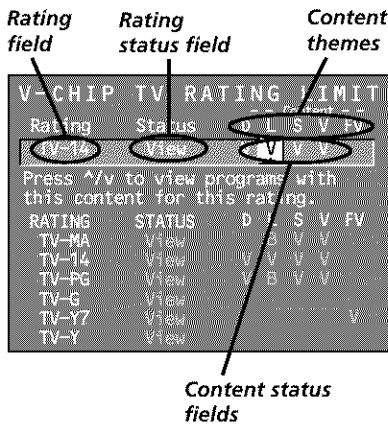 Rating field
Rating status field
Content themes
V-CHIP TV RATING LIMIT
- - Content - -
Rating Status D L S V FV
TV-14 View V V V
Press ^/v to view programs with
this content for this rating.
RATING STATUS D L S V FV
TV-MA View B V V
TV-14 View V V V V
TV-PG View V B V V
TV-G View
TV-Y7 View V
TV-Y View
Content status fields